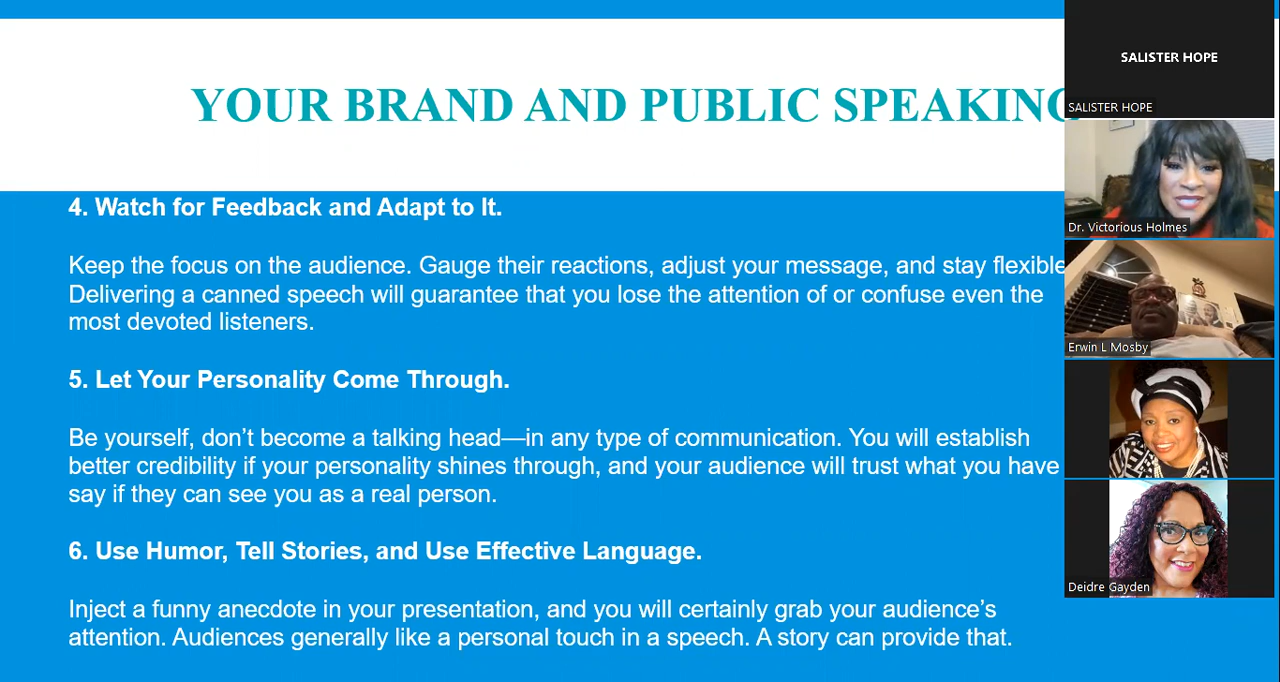 YOUR BRAND AND PUBLIC SPEAKING
4. Watch for Feedback and Adapt to It.
Keep the focus on the audience. Gauge their reactions, adjust your message, and stay flexible
Delivering a canned speech will guarantee that you lose the attention of or confuse even the
most devoted listeners.
5. Let Your Personality Come Through.
Be yourself, don’t become a talking head—in any type of communication. You will establish
better credibility if your personality shines through, and your audience will trust what you have
say if they can see you as a real person.
6. Use Humor, Tell Stories, and Use Effective Language.
Inject a funny anecdote in your presentation, and you will certainly grab your audience’s
attention. Audiences generally like a personal touch in a speech. A story can provide that.
SALISTER HOPE
SALISTER HOPE
Dr. Victorious Holmes
Erwin L Mosby
Deidre Gayden